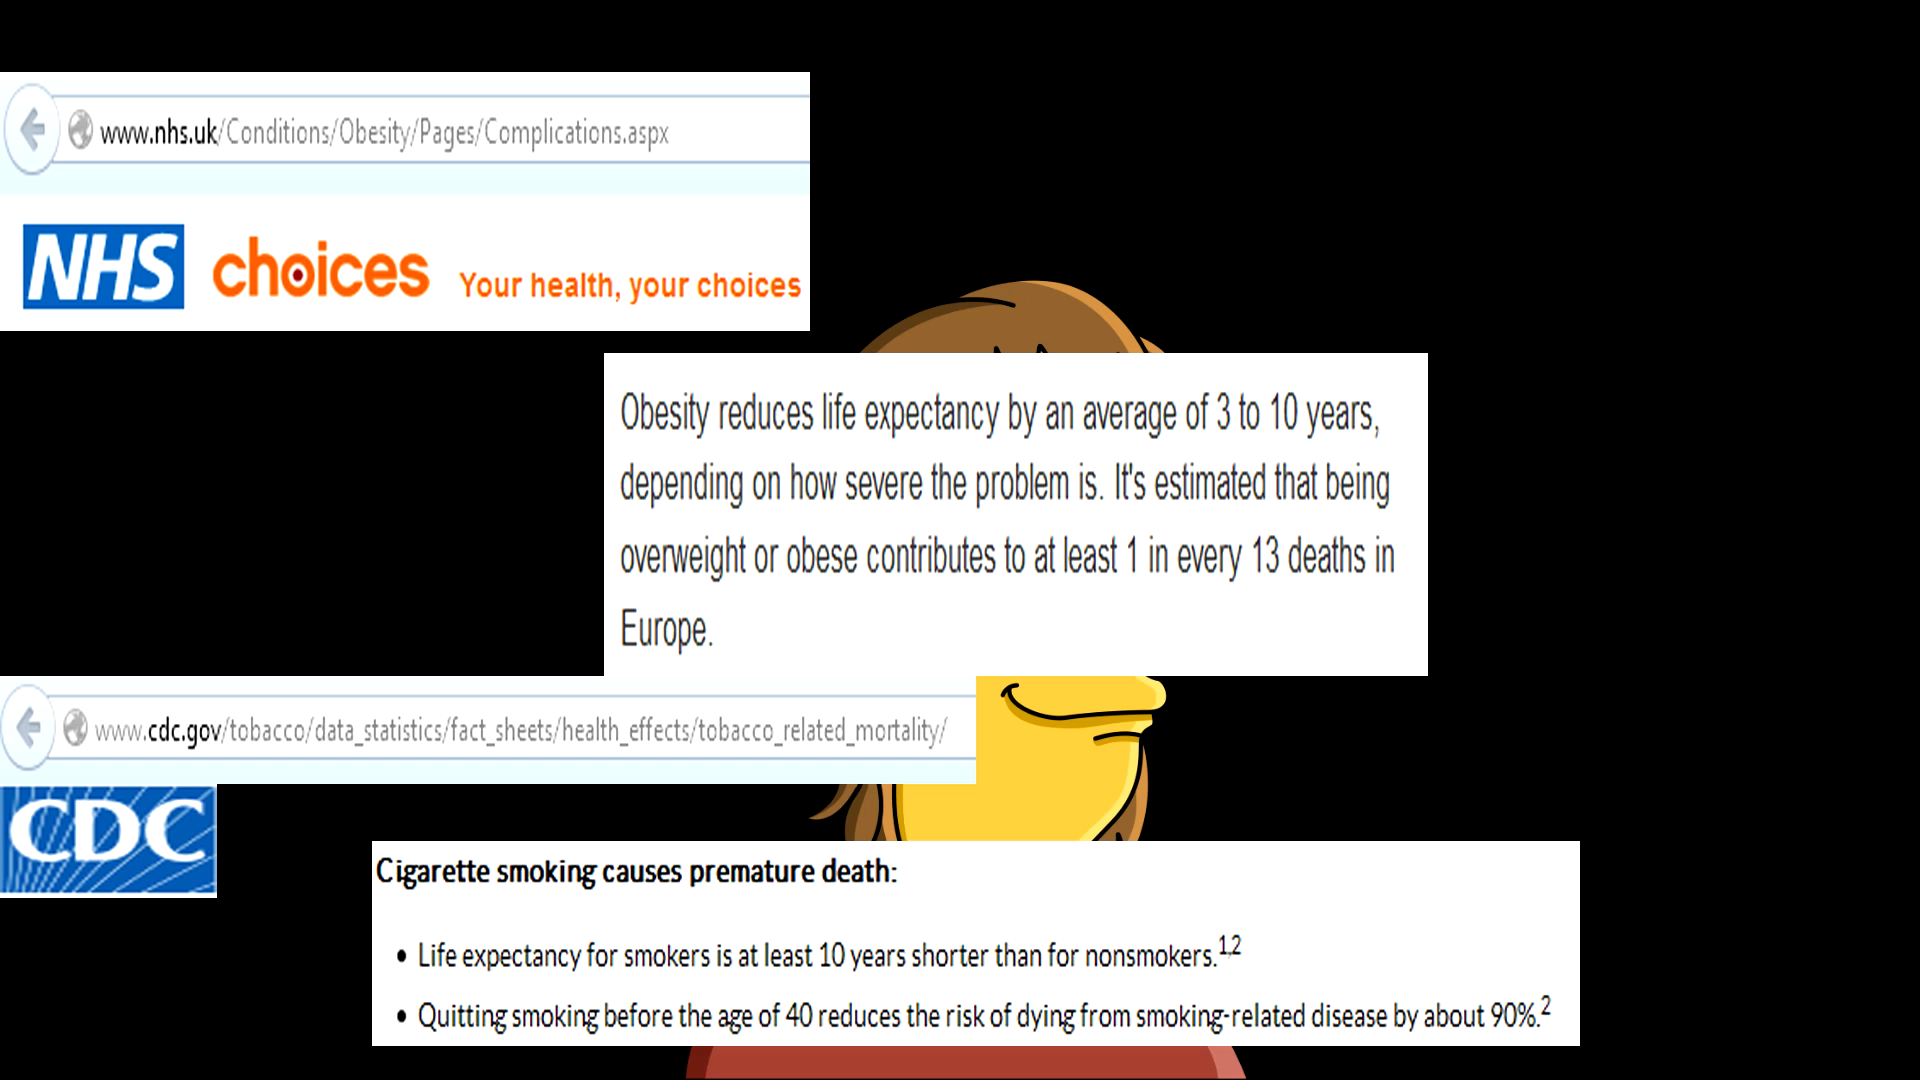 www.nhs.uk/Conditions/Obesity/Pages/Complications.aspx
NHS choices Your health, your choices
Obesity reduces life expectancy by an average of 3 to 10 years,
depending on how severe the problem is. It's estimated that being
overweight or obese contributes to at least 1 in every 13 deaths in
Europe.
www.cdc.gov/tobacco/data_statistics/fact_sheets/health_effects/tobacco_related_mortality/
CDC
Cigarette smoking causes premature death:
• Life expectancy for smokers is at least 10 years shorter than for nonsmokers.1,2
• Quitting smoking before the age of 40 reduces the risk of dying from smoking-related disease by about 90%.2